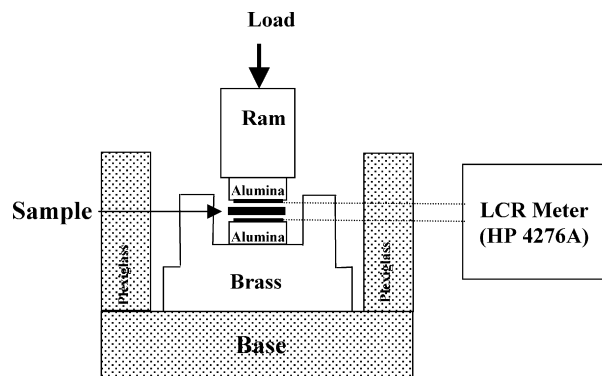 Load
Ram
Alumina
Sample
Alumina
LCR Meter
(HP 4276A)
Plexiglass
Plexiglass
Brass
Base